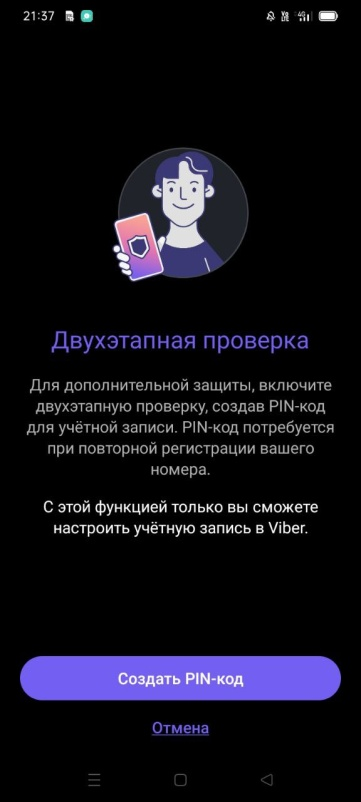 21:37
Двухэтапная проверка
Для дополнительной защиты, включите
двухэтапную проверку, создав PIN-код
для учётной записи. PIN-код потребуется
при повторной регистрации вашего
номера.
С этой функцией только вы сможете
настроить учётную запись в Viber.
Создать PIN-код
Отмена